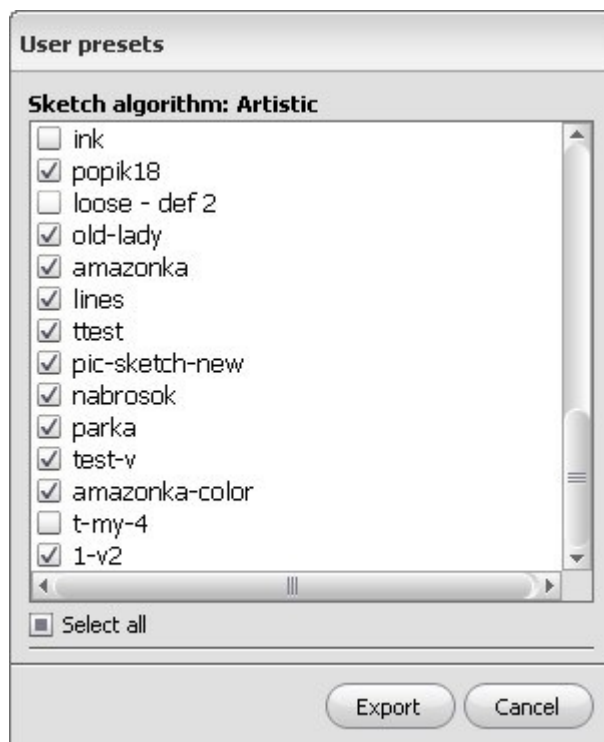 User presets
Sketch algorithm: Artistic
ink
popik18
loose - def 2
old-lady
amazonka
lines
ttest
pic-sketch-new
nabrosok
parka
test-v
amazonka-color
t-my-4
1-v2
Select all
Export Cancel